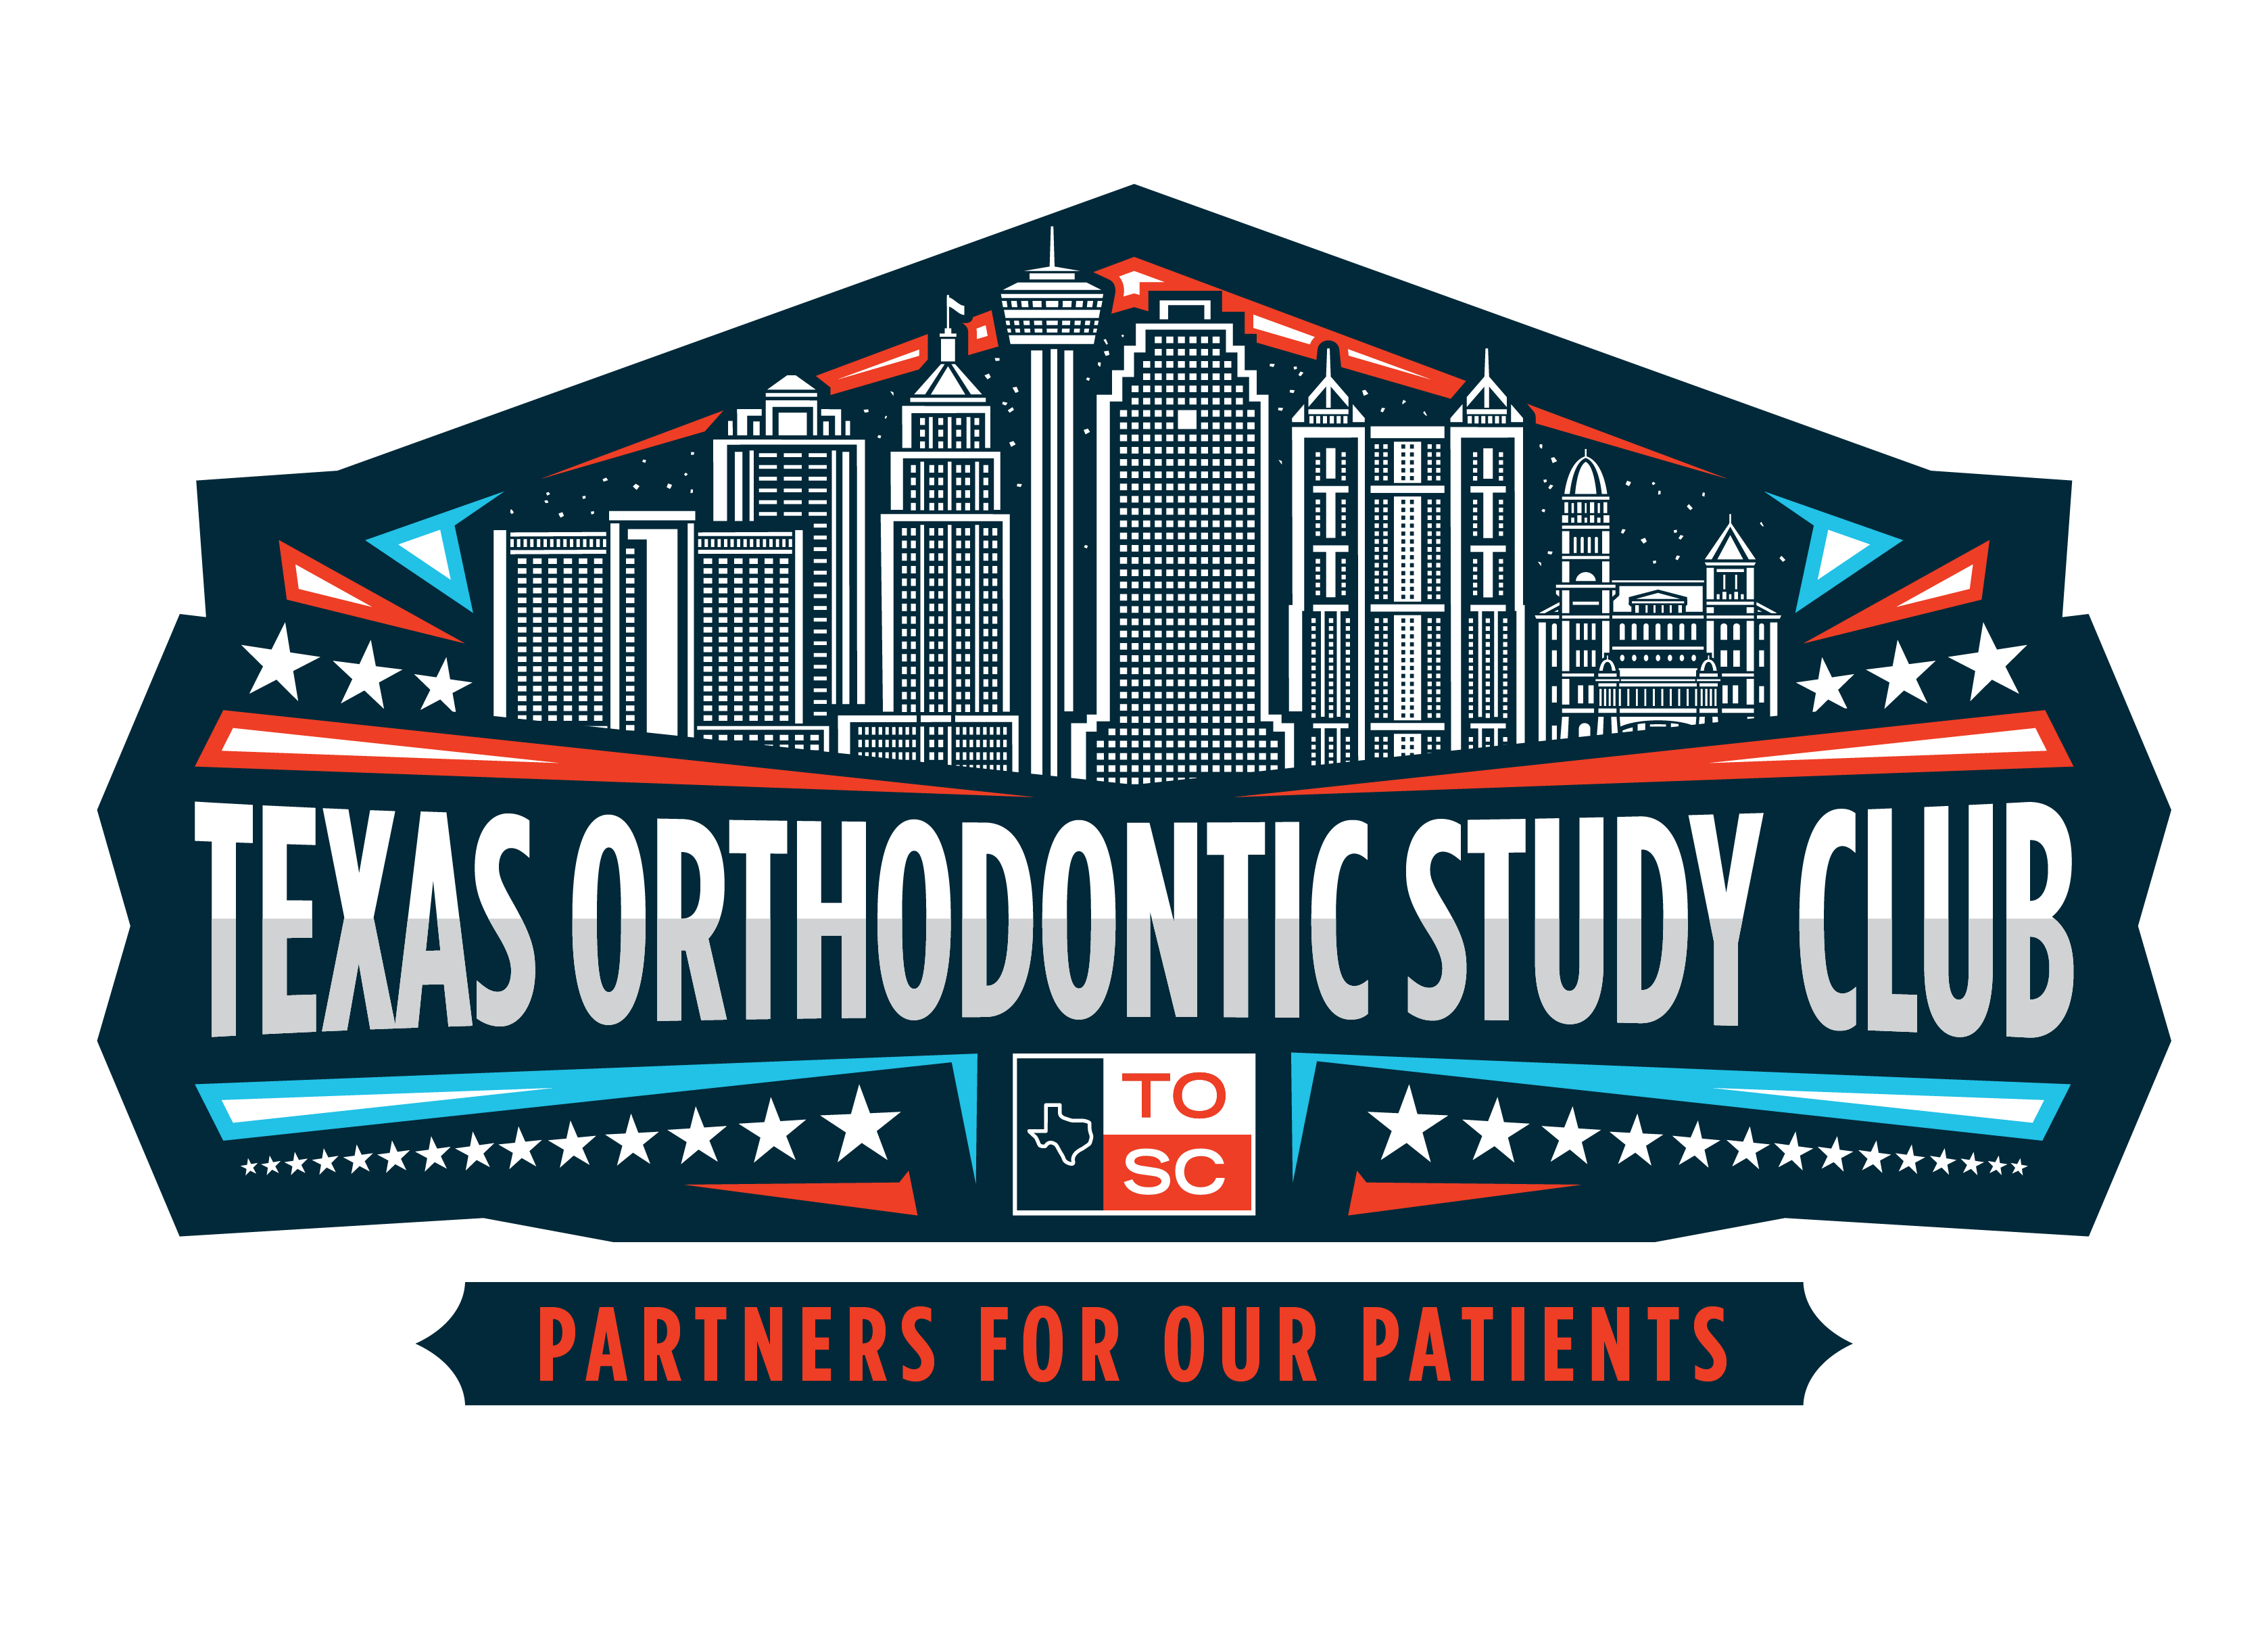 TEXAS ORTHODONTIC STUDY CLUB
TO
SC
PARTNERS FOR OUR PATIENTS